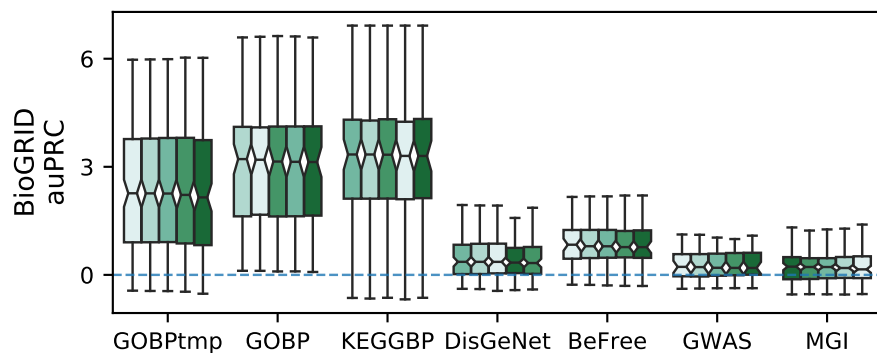 BioGRID
auPRC
6
3
0
GOBPtmp GOBP KEGGBP DisGeNet BeFree GWAS MGI